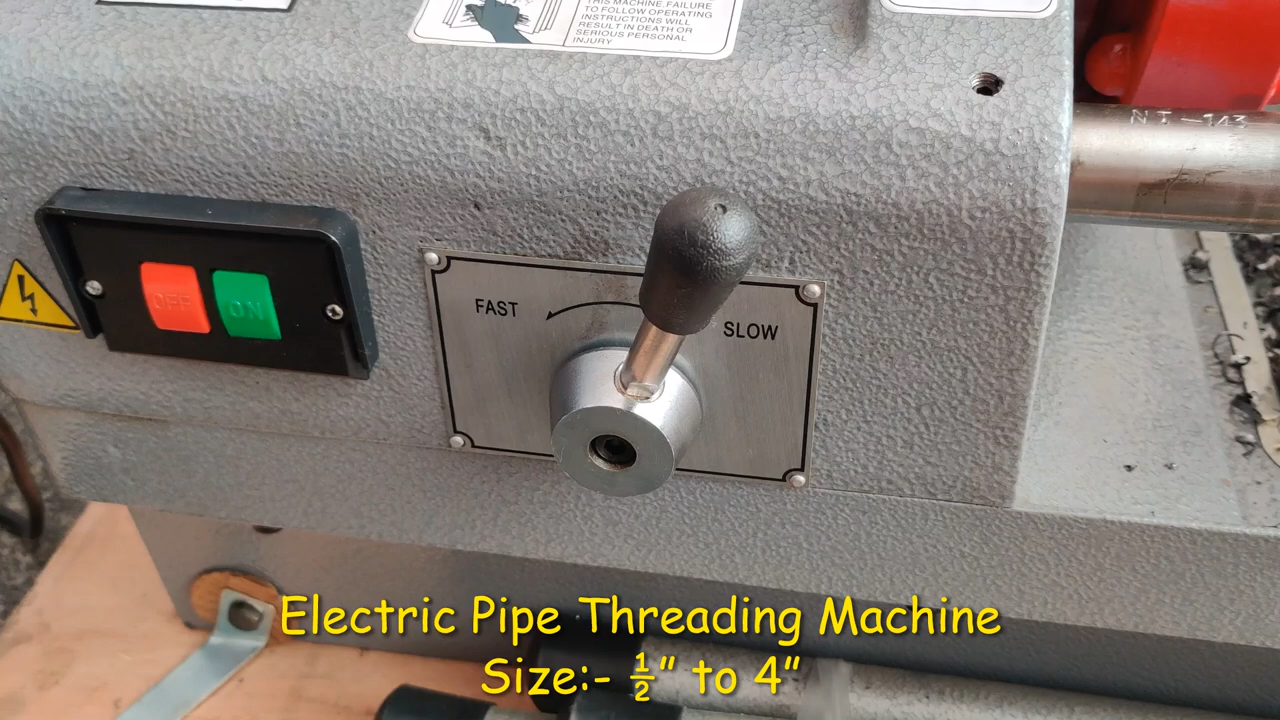 THIS MACHINE. FAILURE
TO FOLLOW OPERATING
INSTRUCTIONS WILL
RESULT IN DEATH OR
SERIOUS PERSONAL
INJURY
NT-143
OFF
ON
FAST
SLOW
Electric Pipe Threading Machine
Size:- ½″ to 4″